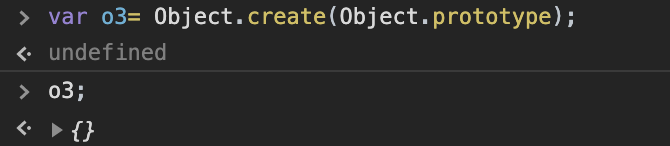 > var o3= Object.create(Object.prototype);
<· undefined
> o3;
<· ▶ {}